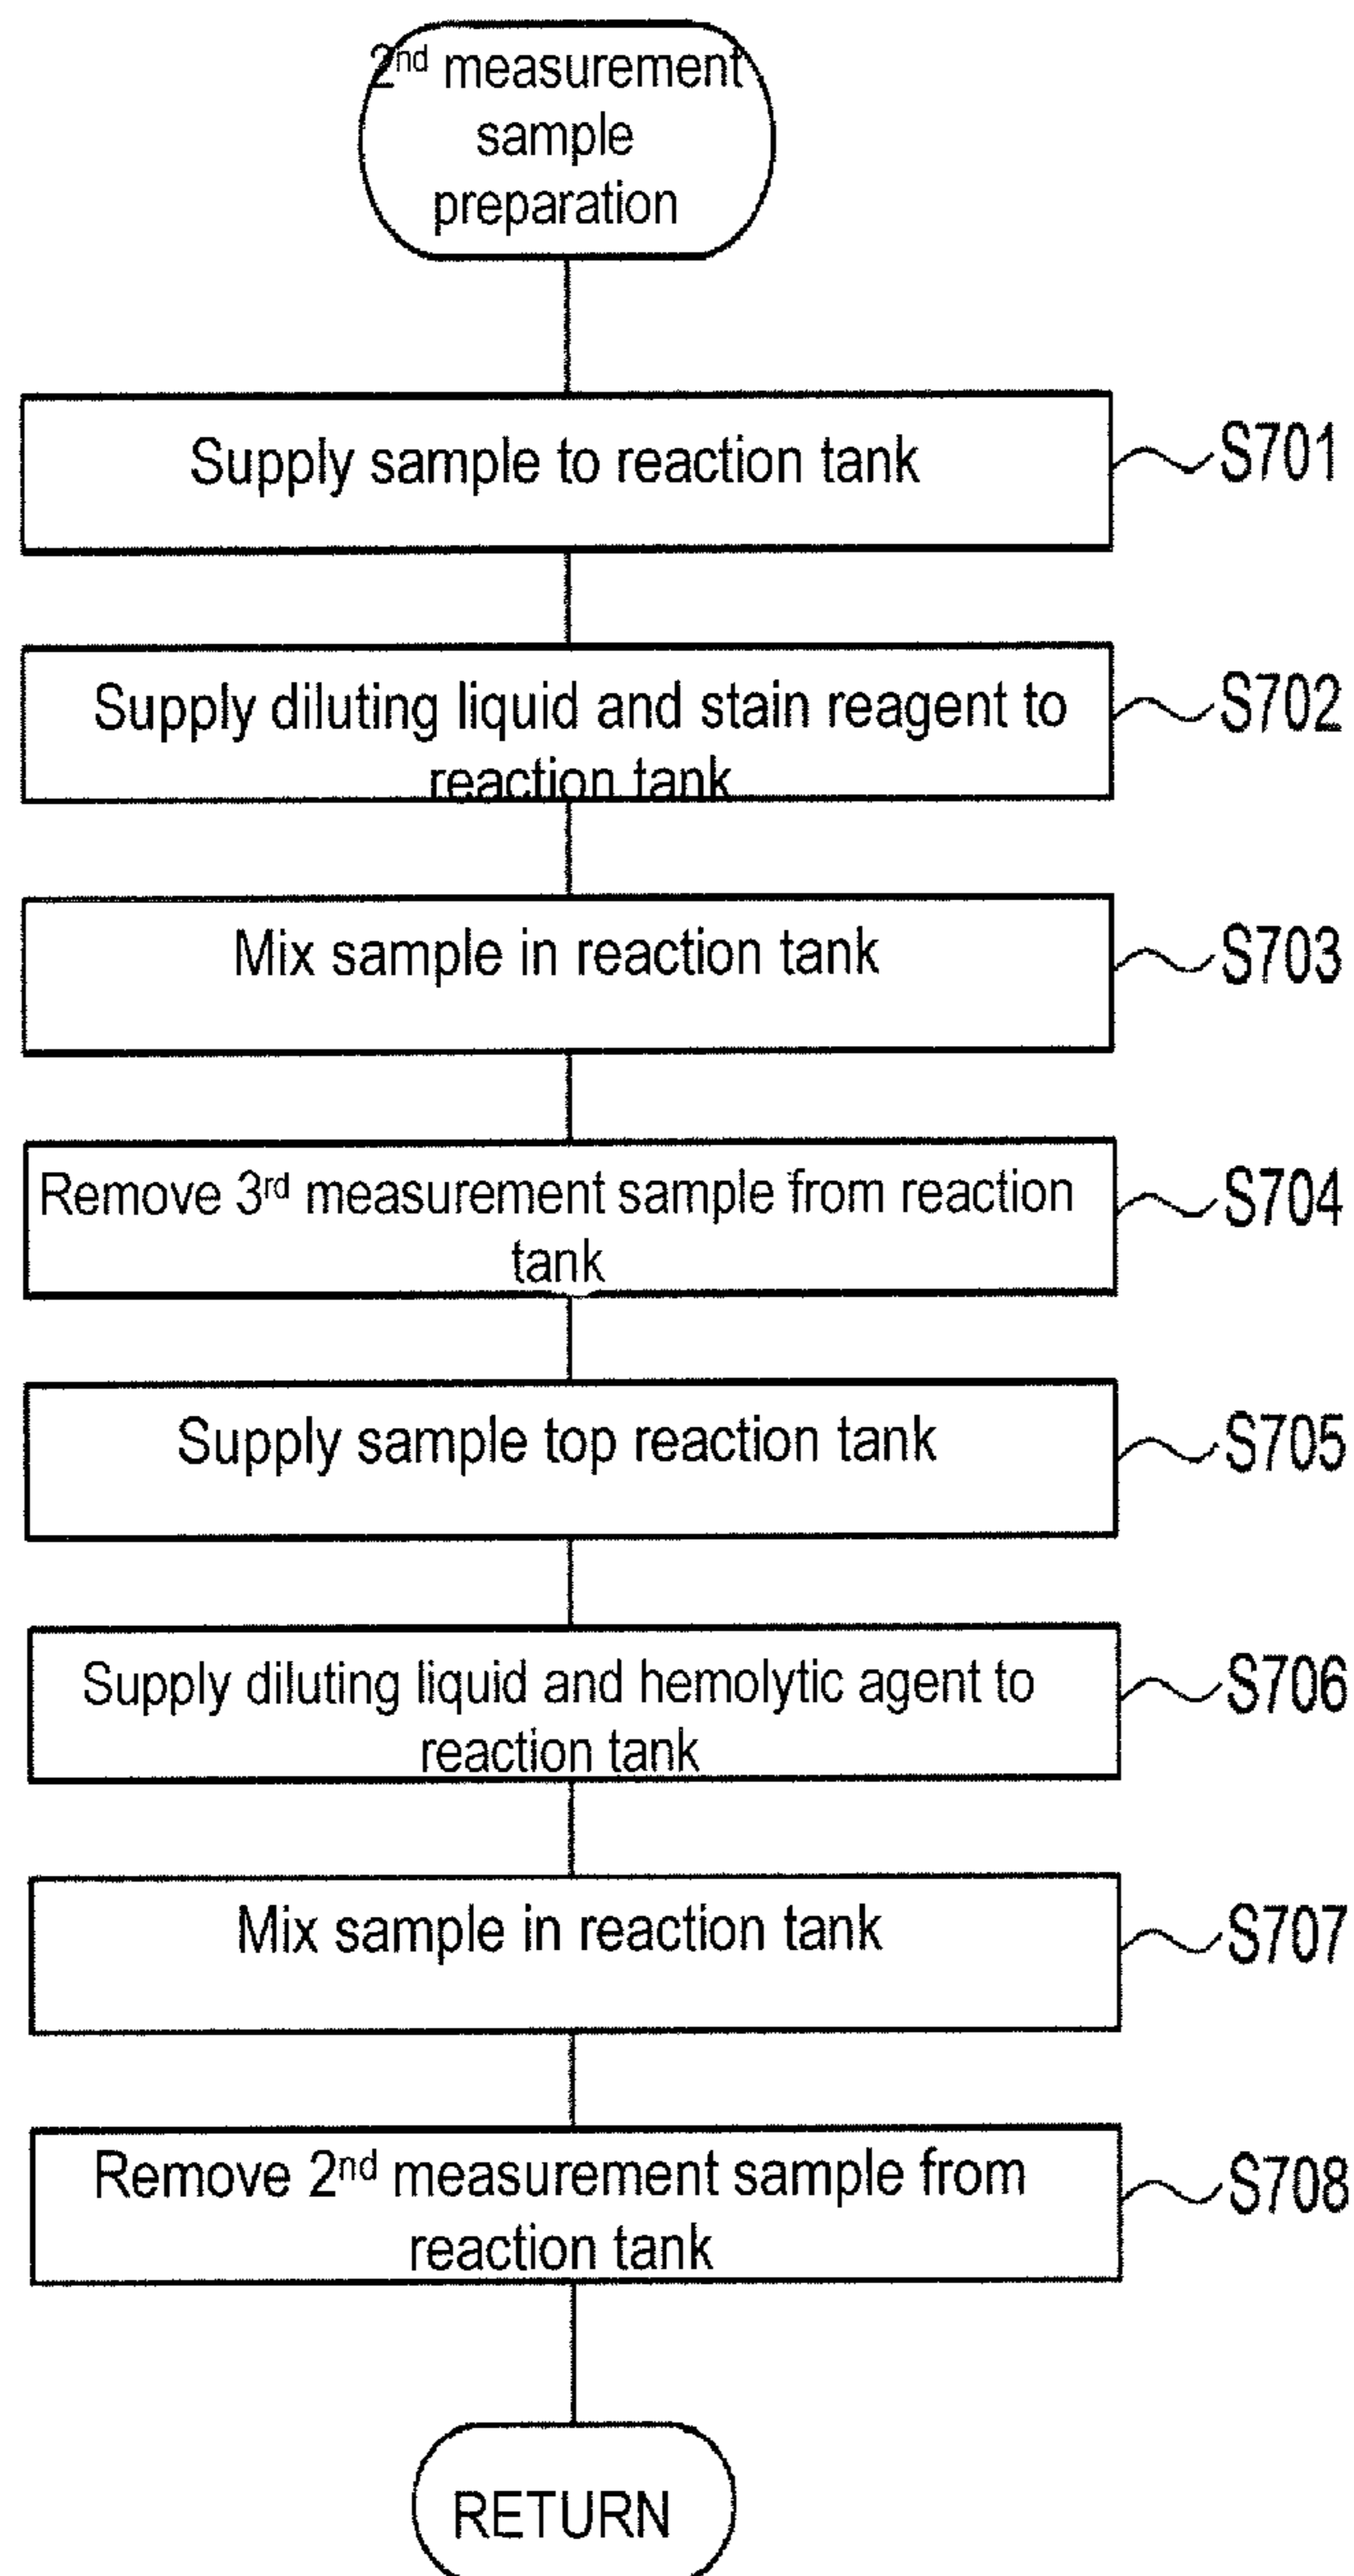 2nd measurement
sample
preparation
Supply sample to reaction tank
S701
Supply diluting liquid and stain reagent to
reaction tank
S702
Mix sample in reaction tank
S703
Remove 3rd measurement sample from reaction
tank
S704
Supply sample top reaction tank
S705
Supply diluting liquid and hemolytic agent to
reaction tank
S706
Mix sample in reaction tank
S707
Remove 2nd measurement sample from
reaction tank
S708
RETURN